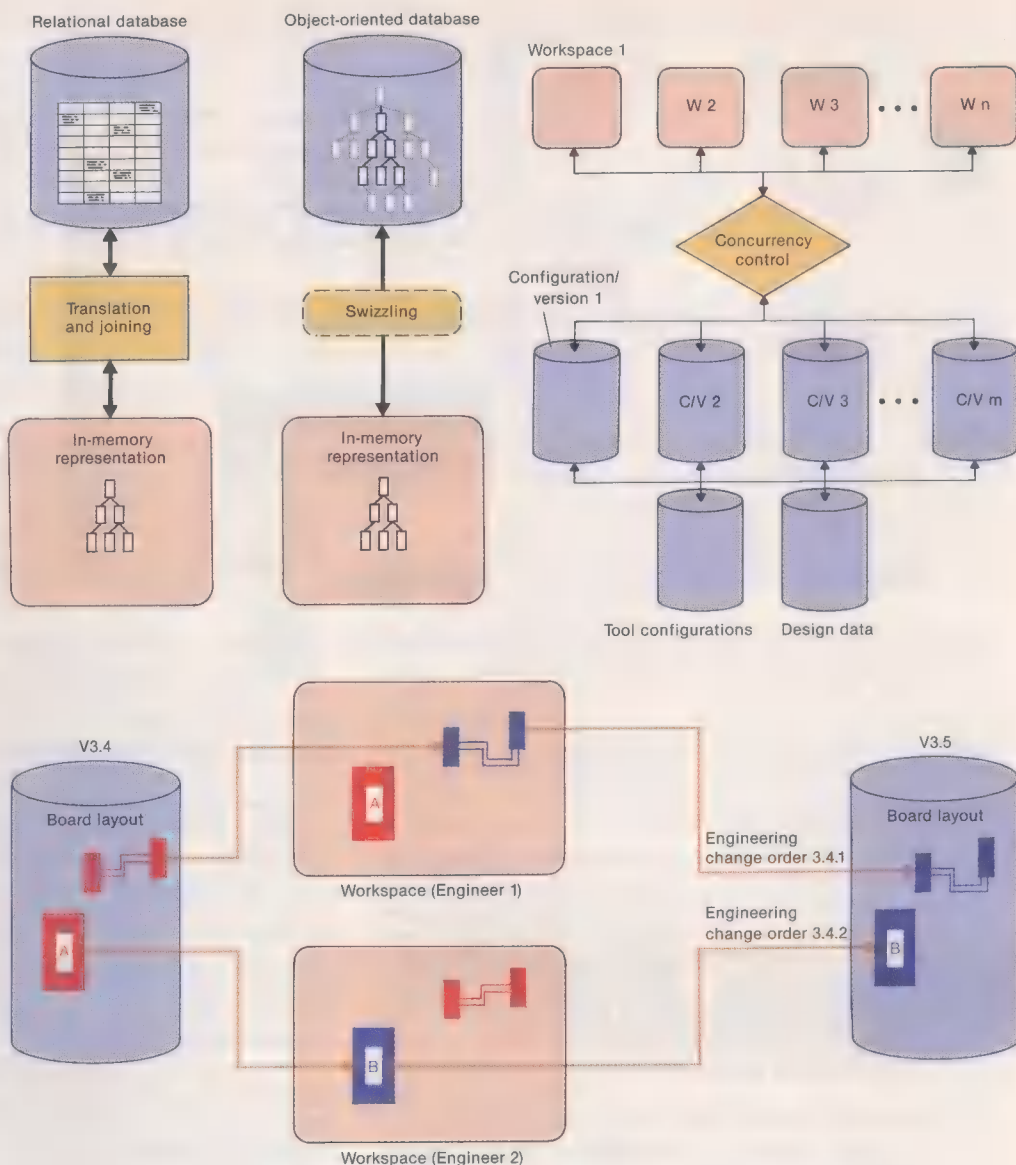 Relational database
Object-oriented database
Workspace 1
W 2
W 3
• • •
W n
Concurrency
control
Translation
and joining
Swizzling
Configuration/
version 1
C/V 2
C/V 3
• • •
C/V m
In-memory
representation
In-memory
representation
Tool configurations
Design data
V3.4
Board layout
A
A
Workspace (Engineer 1)
B
Workspace (Engineer 2)
Engineering
change order 3.4.1
Engineering
change order 3.4.2
V3.5
Board layout
B